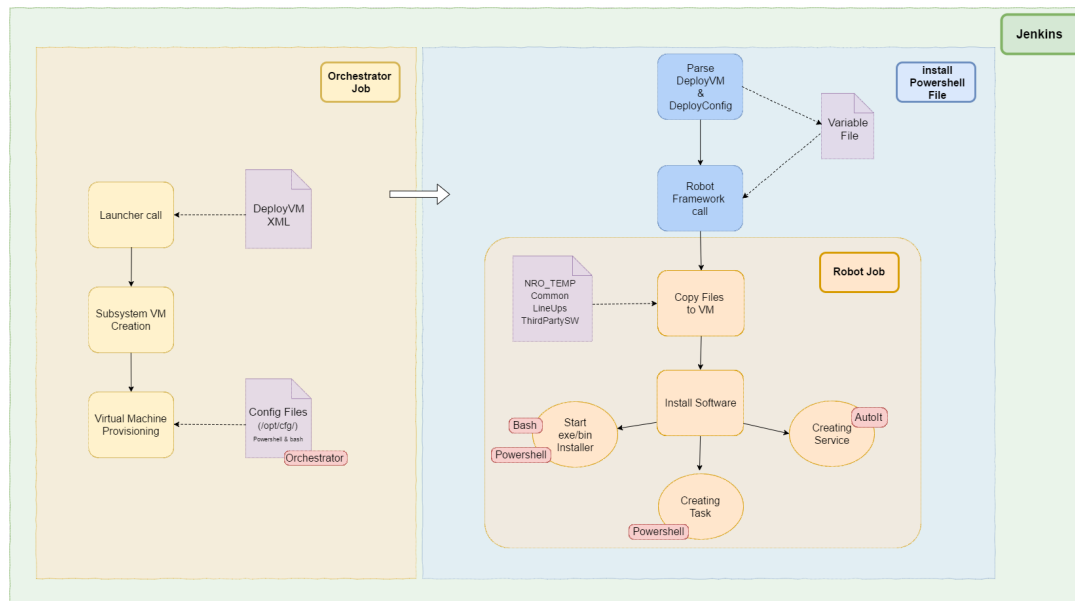 Jenkins
Orchestrator
Job
Launcher call
DeployVM
XML
Subsystem VM
Creation
Virtual Machine
Provisioning
Config Files
(/opt/cfg/)
Powershell & bash
Orchestrator
install
Powershell
File
Parse
DeployVM
&
DeployConfig
Variable
File
Robot
Framework
call
Robot Job
NRO_TEMP
Common
LineUps
ThirdPartySW
Copy Files
to VM
Install Software
Bash
Powershell
Start
exe/bin
Installer
AutoIt
Creating
Service
Creating
Task
Powershell